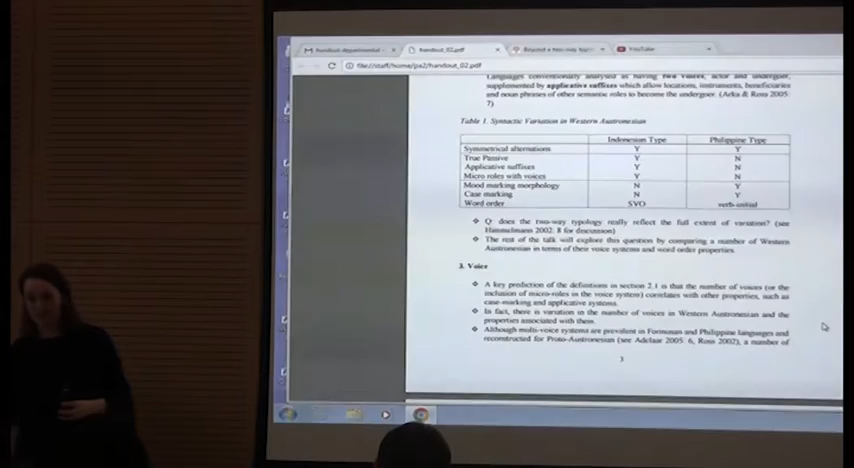 handout departmental -
handout_02.pdf
Beyond a two-way typo
YouTube
file://staff/home/pa2/handout_02.pdf
Languages conventionally analysed as having two voices, actor and undergoer,
supplemented by applicative suffixes which allow locations, instruments, beneficiaries
and noun phrases of other semantic roles to become the undergoer. (Arka & Ross 2005:
7)
Table 1. Syntactic Variation in Western Austronesian
Indonesian Type Philippine Type
Symmetrical alternations Y Y
True Passive Y N
Applicative suffixes Y N
Micro roles with voices Y N
Mood marking morphology N Y
Case marking N Y
Word order SVO verb-initial
❖ Q: does the two-way typology really reflect the full extent of variation? (see
Himmelmann 2002: 8 for discussion)
❖ The rest of the talk will explore this question by comparing a number of Western
Austronesian in terms of their voice systems and word order properties.
3. Voice
❖ A key prediction of the definitions in section 2.1 is that the number of voices (or the
inclusion of micro-roles in the voice system) correlates with other properties, such as
case-marking and applicative systems.
❖ In fact, there is variation in the number of voices in Western Austronesian and the
properties associated with them.
❖ Although multi-voice systems are prevalent in Formosan and Philippine languages and
reconstructed for Proto-Austronesian (see Adelaar 2005: 6, Ross 2002), a number of
3